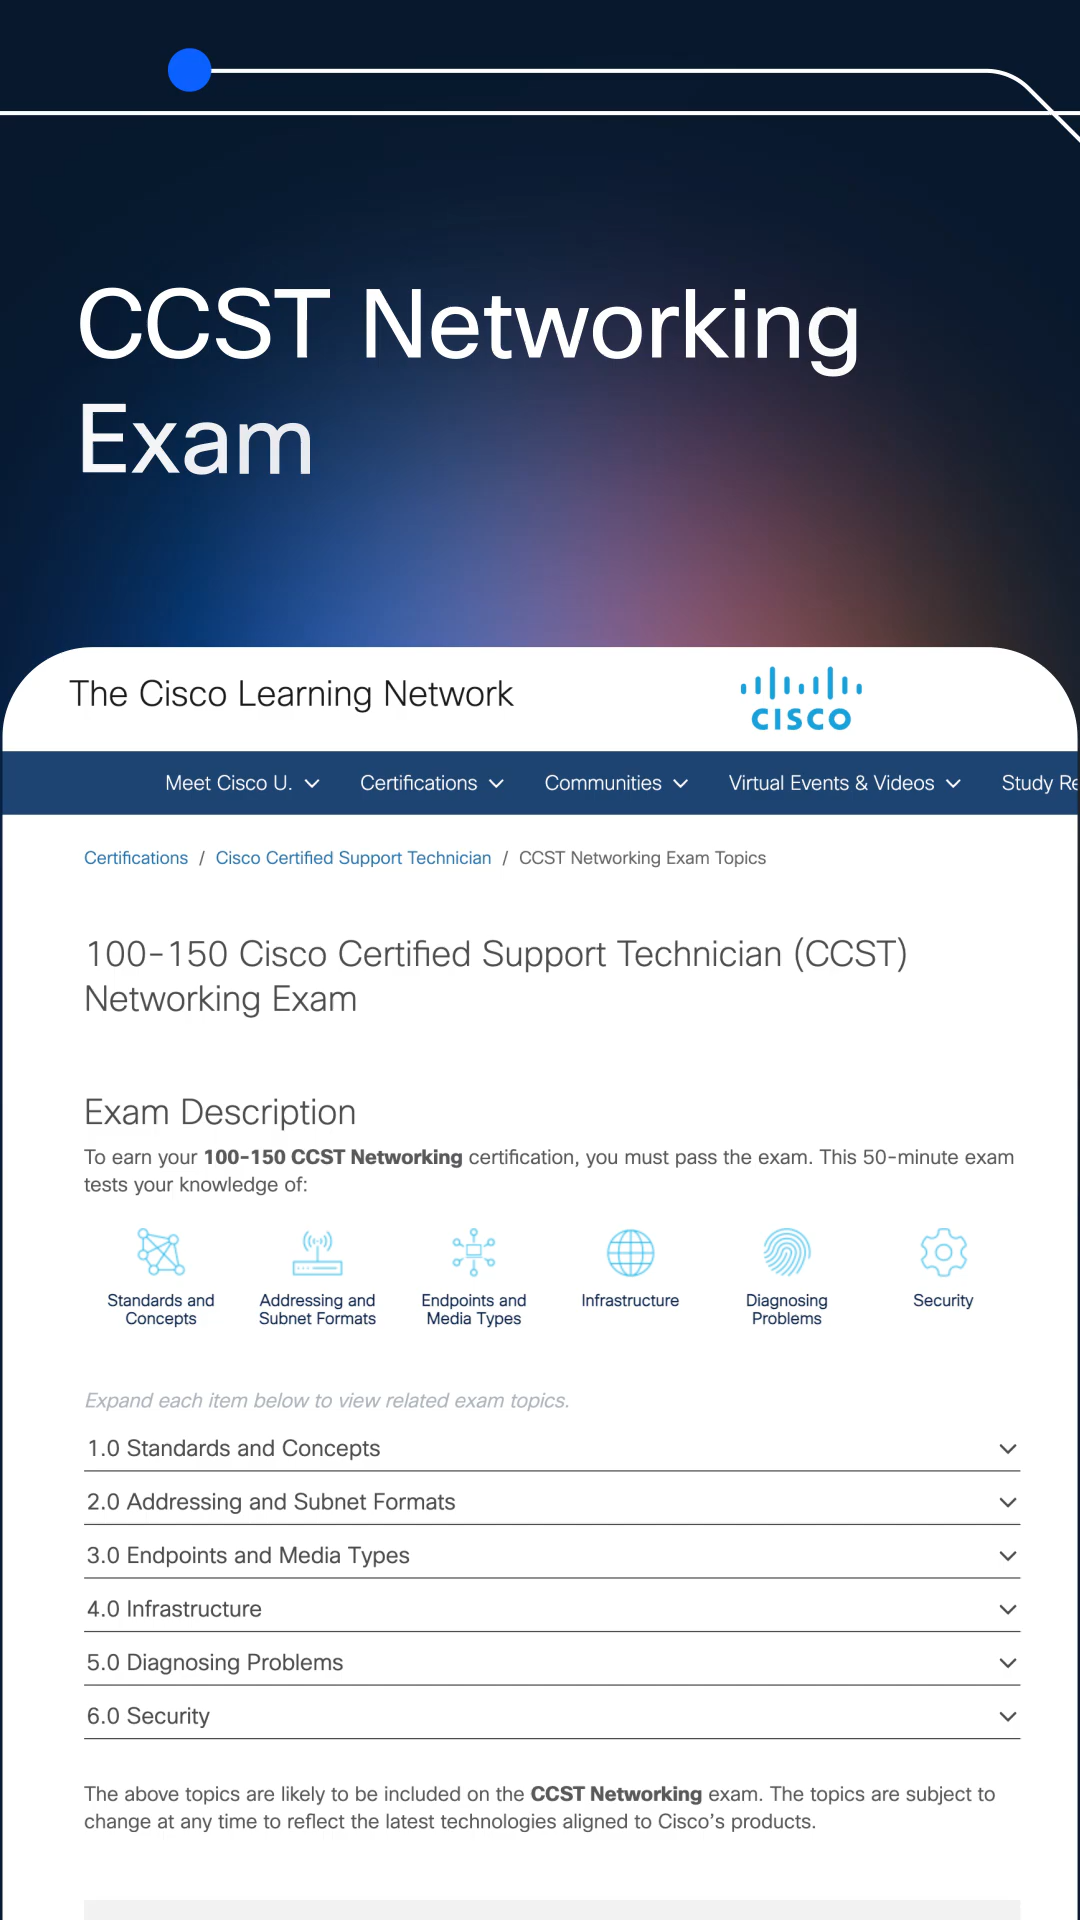 CCST Networking
Exam
The Cisco Learning Network
CISCO
Meet Cisco U. Certifications Communities Virtual Events & Videos Study
Certifications / Cisco Certified Support Technician / CCST Networking Exam Topics
100-150 Cisco Certified Support Technician (CCST)
Networking Exam
Exam Description
To earn your 100-150 CCST Networking certification, you must pass the exam. This 50-minute exam
tests your knowledge of:
Standards and Concepts
Addressing and Subnet Formats
Endpoints and Media Types
Infrastructure
Diagnosing Problems
Security
Expand each item below to view related exam topics.
1.0 Standards and Concepts
2.0 Addressing and Subnet Formats
3.0 Endpoints and Media Types
4.0 Infrastructure
5.0 Diagnosing Problems
6.0 Security
The above topics are likely to be included on the CCST Networking exam. The topics are subject to
change at any time to reflect the latest technologies aligned to Cisco's products.